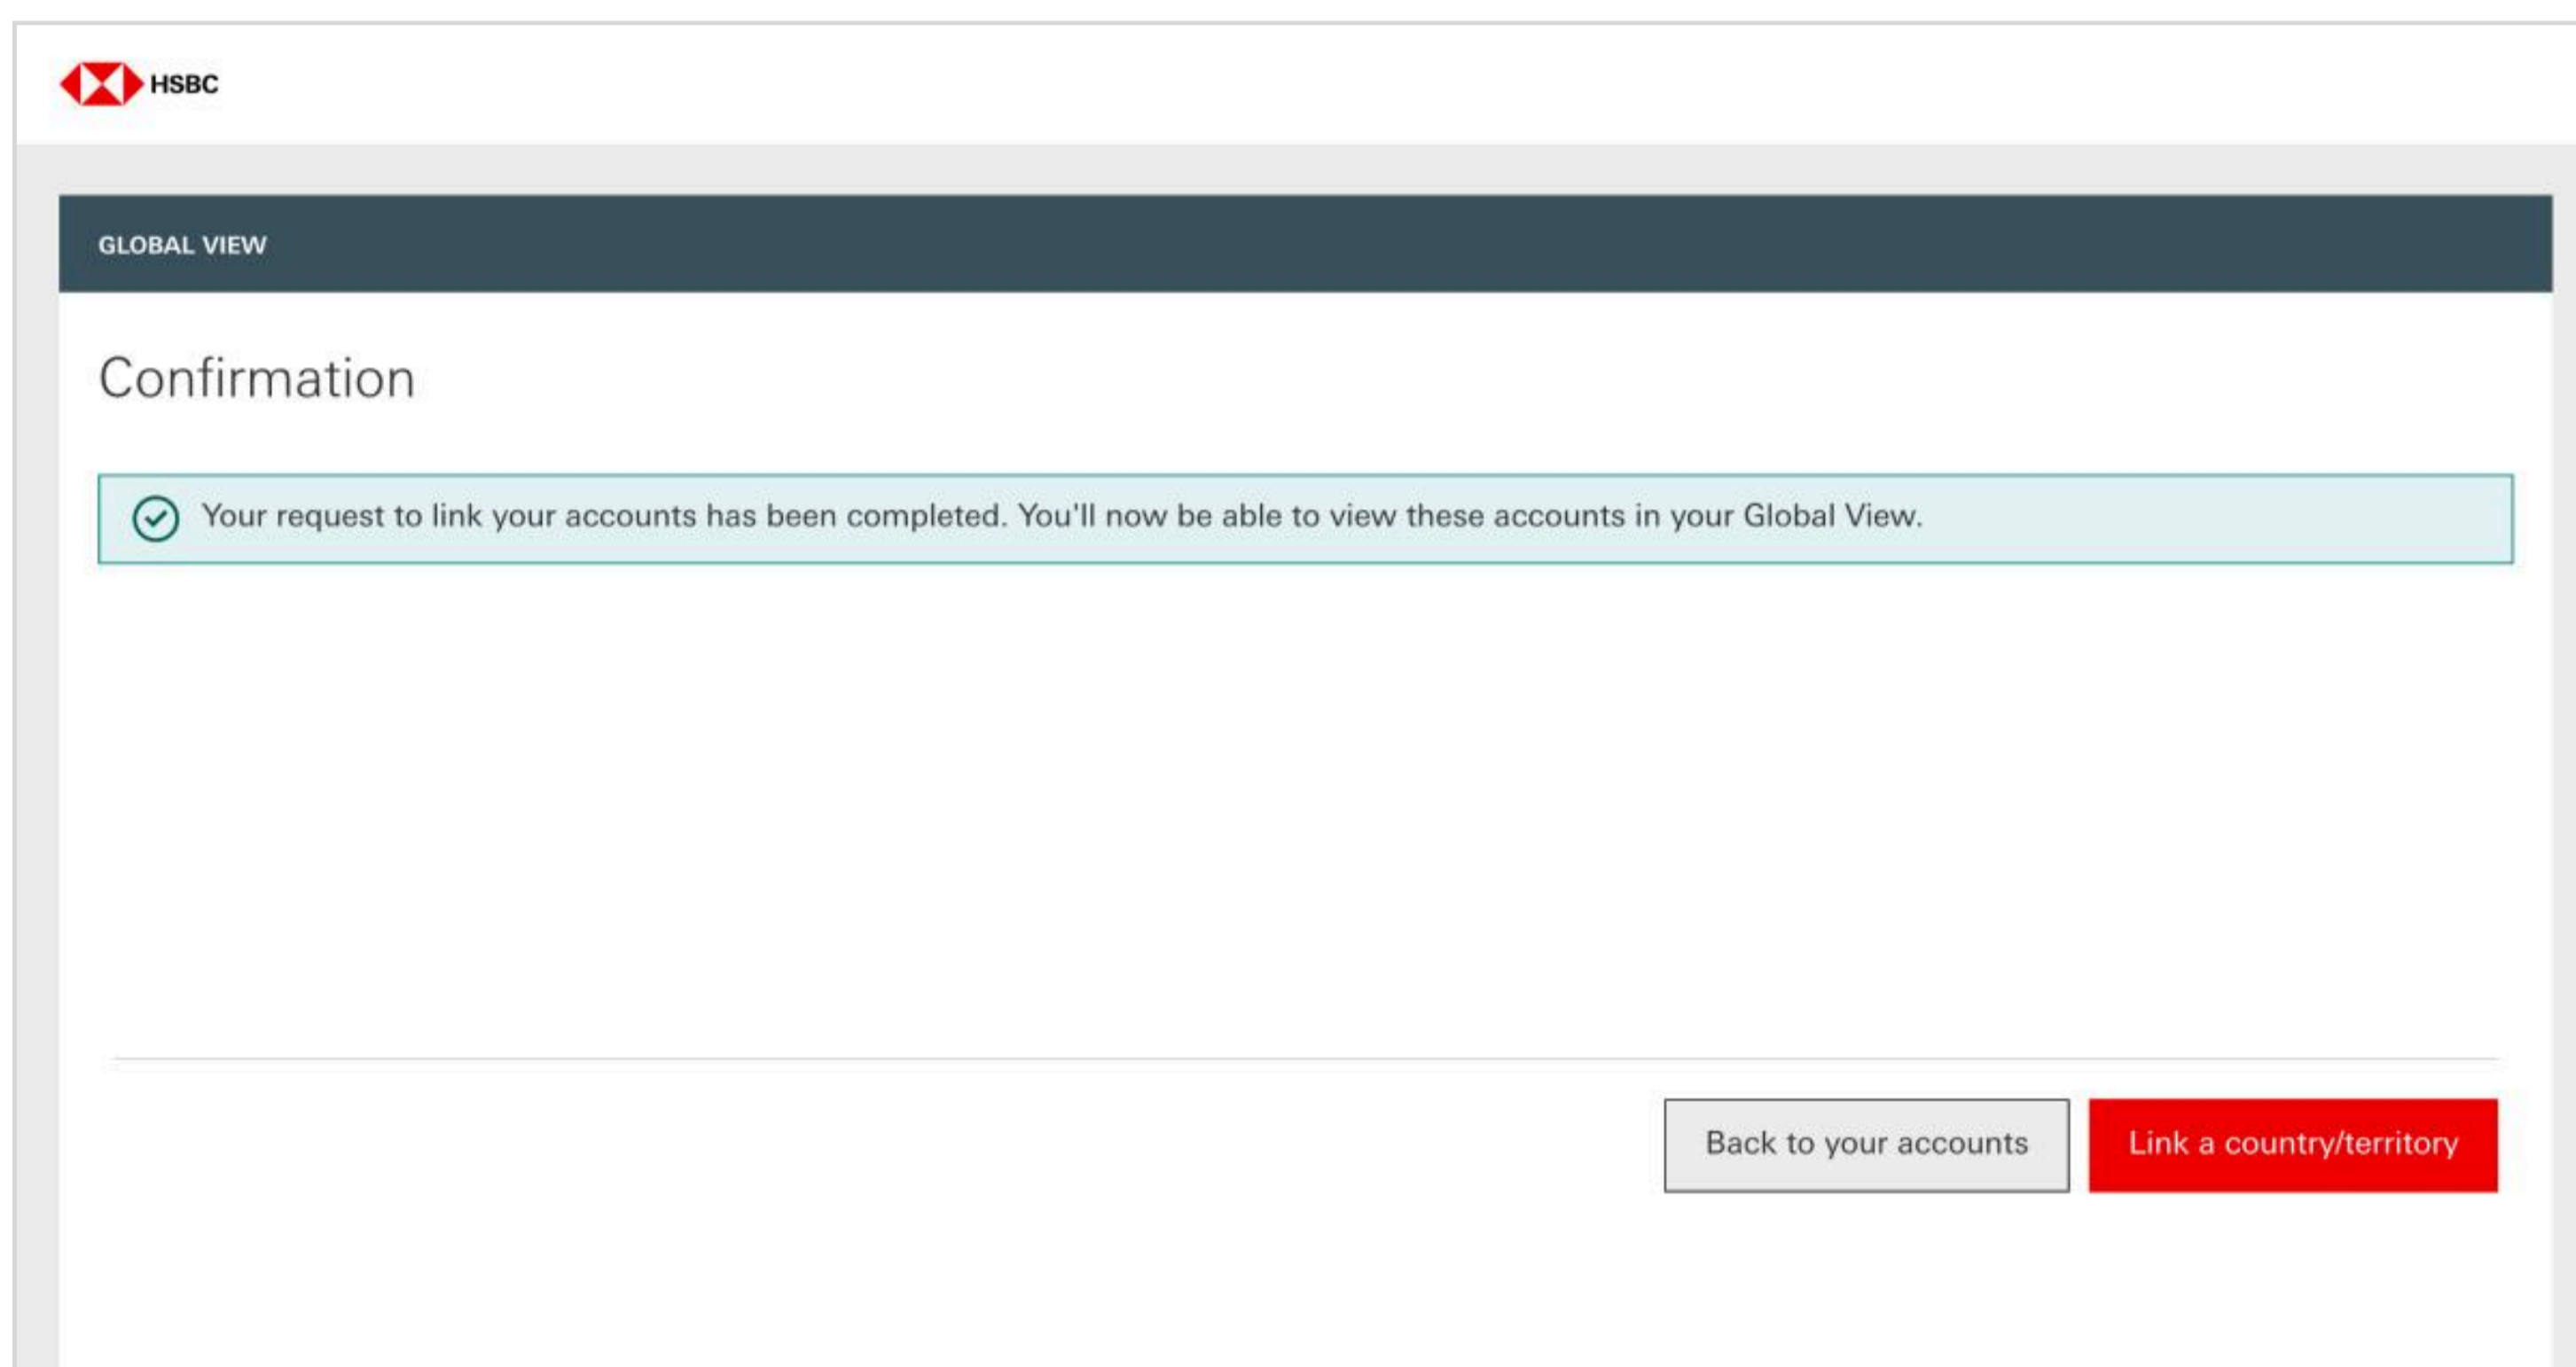 HSBC
GLOBAL VIEW
Confirmation
Your request to link your accounts has been completed. You'll now be able to view these accounts in your Global View.
Back to your accounts
Link a country/territory